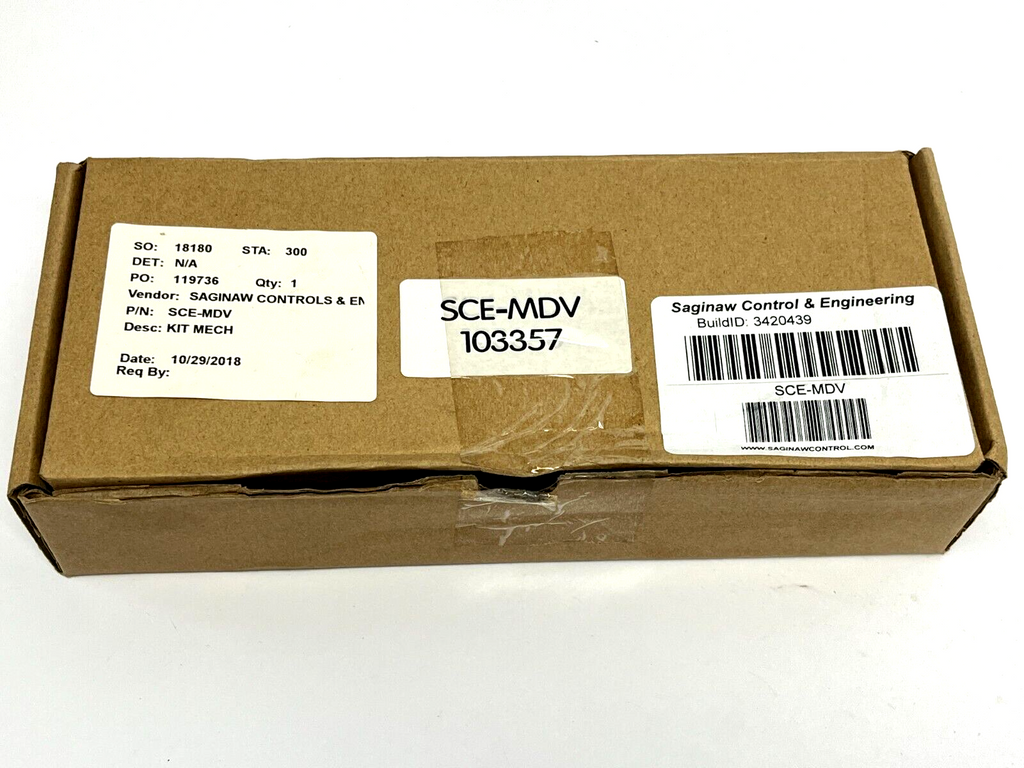 SO: 18180 STA: 300
DET: N/A
PO: 119736 Qty: 1
Vendor: SAGINAW CONTROLS & EN
P/N: SCE-MDV
Desc: KIT MECH
Date: 10/29/2018
Req By:
SCE-MDV
103357
Saginaw Control & Engineering
BuildID: 3420439
SCE-MDV
WWW.SAGINAWCONTROL.COM